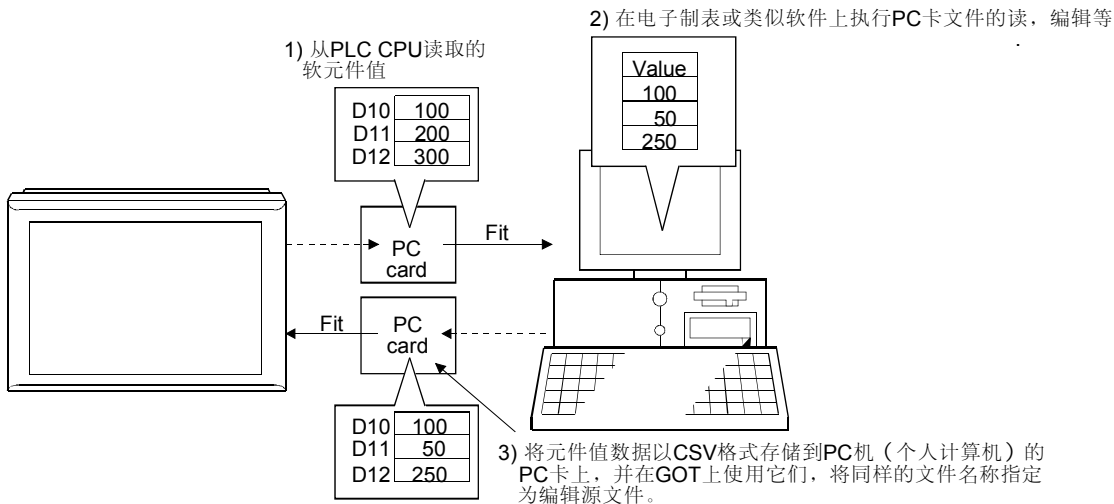 2) 在电子制表或类似软件上执行PC卡文件的读，编辑等
.
1) 从PLC CPU读取的
软元件值
Value
100
50
250
D10 100
D11 200
D12 300
PC
card
Fit
Fit
PC
card
D10 100
D11 50
D12 250
3) 将元件值数据以CSV格式存储到PC机（个人计算机）的
PC卡上，并在GOT上使用它们，将同样的文件名称指定
为编辑源文件。